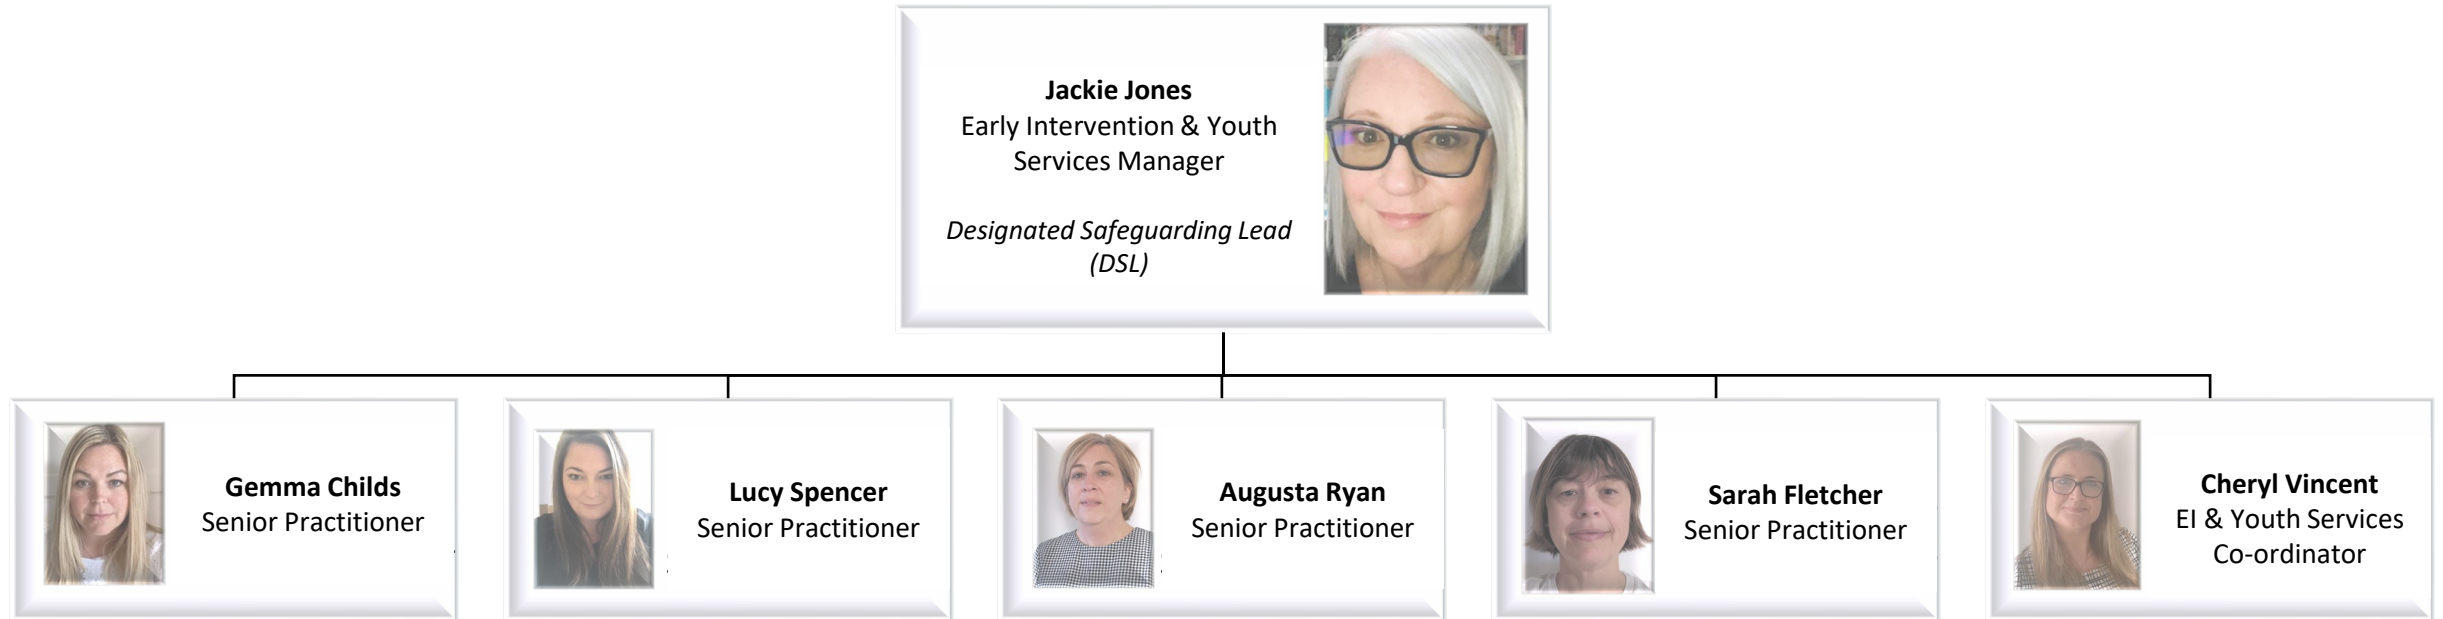 Jackie Jones
Early Intervention & Youth
Services Manager
Designated Safeguarding Lead
(DSL)
Gemma Childs
Senior Practitioner
Lucy Spencer
Senior Practitioner
Augusta Ryan
Senior Practitioner
Sarah Fletcher
Senior Practitioner
Cheryl Vincent
EI & Youth Services
Co-ordinator